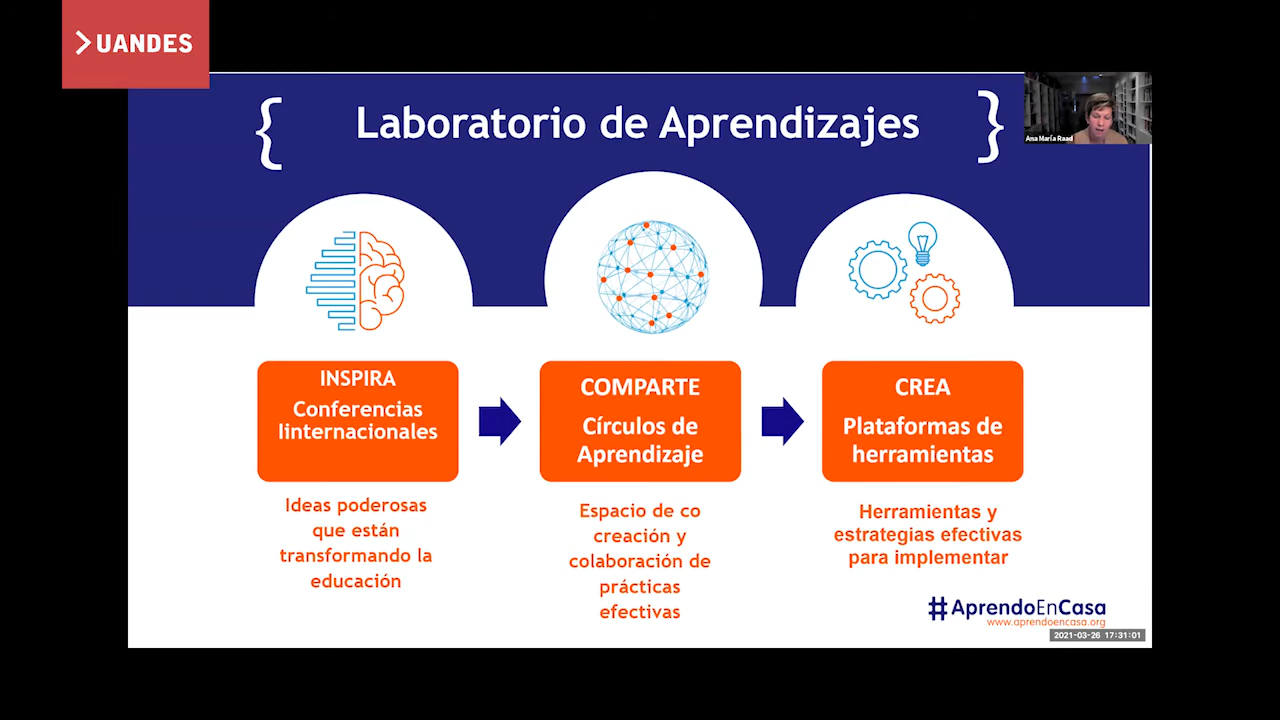 UANDES
{ Laboratorio de Aprendizajes }
Ana María Raad
INSPIRA
Conferencias
Iinternacionales
COMPARTE
Círculos de
Aprendizaje
CREA
Plataformas de
herramientas
Ideas poderosas
que están
transformando la
educación
Espacio de co
creación y
colaboración de
prácticas
efectivas
Herramientas y
estrategias efectivas
para implementar
#AprendoEnCasa
www.aprendoencasa.org
2021-03-26 17:31:01